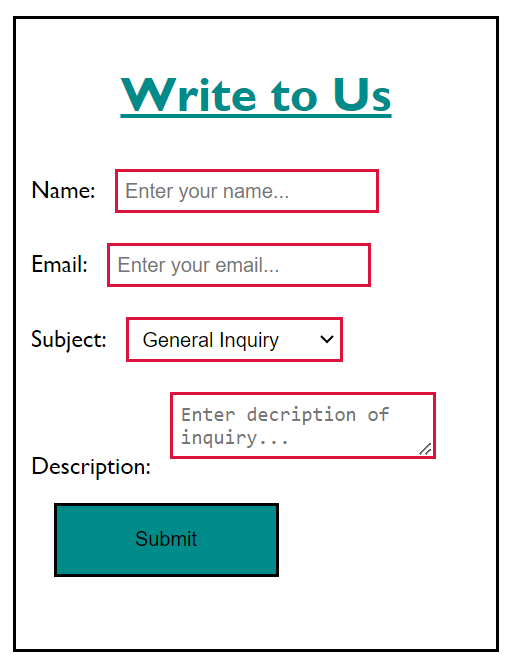 Write to Us
Name: Enter your name...
Email: Enter your email...
Subject: General Inquiry
Enter decription of
inquiry...
Description:
Submit